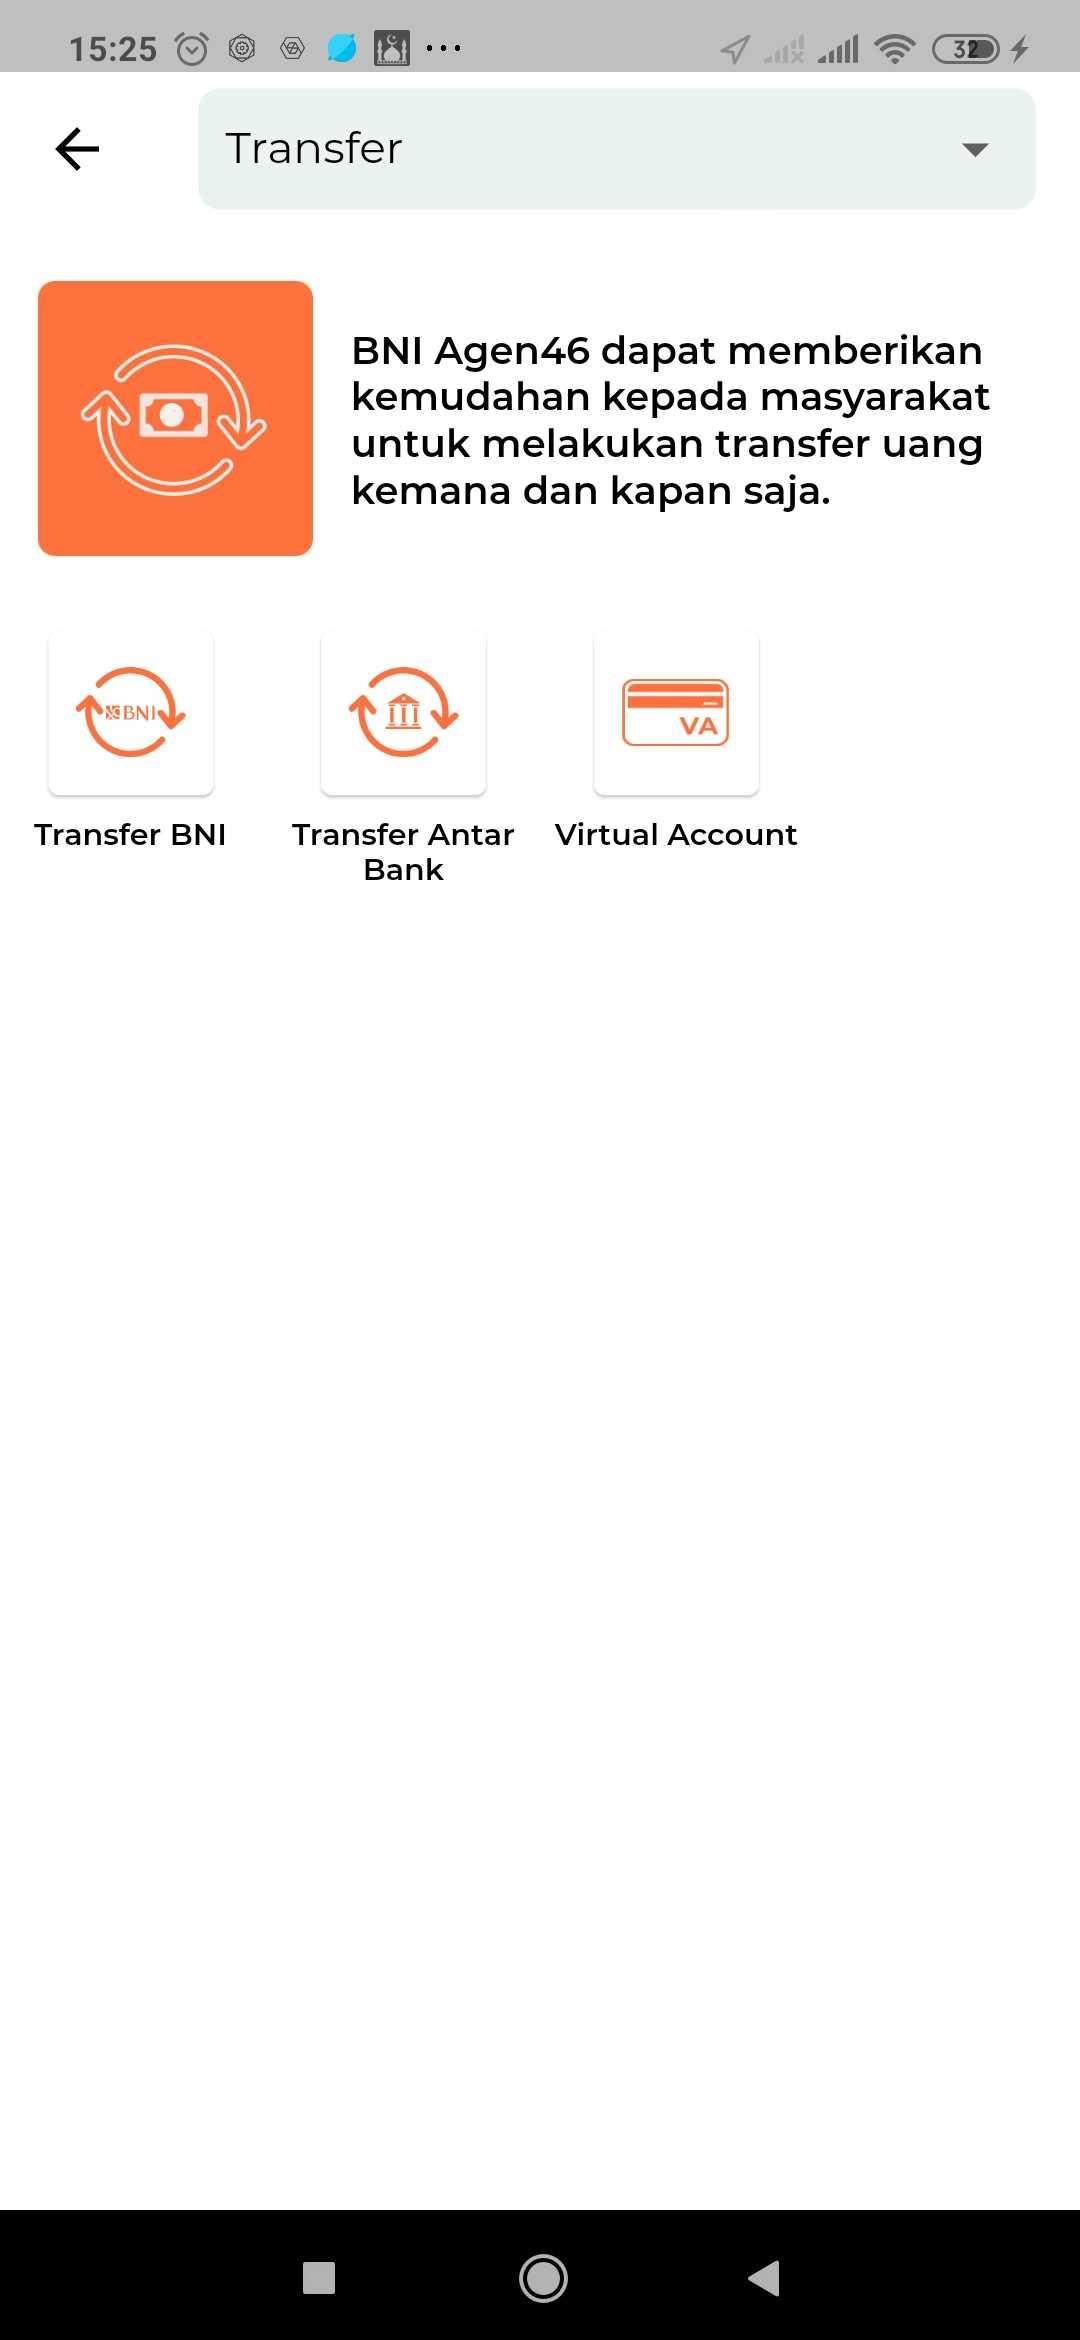 15:25
32
Transfer
BNI Agen46 dapat memberikan
kemudahan kepada masyarakat
untuk melakukan transfer uang
kemana dan kapan saja.
BNI
VA
Transfer BNI
Transfer Antar
Bank
Virtual Account